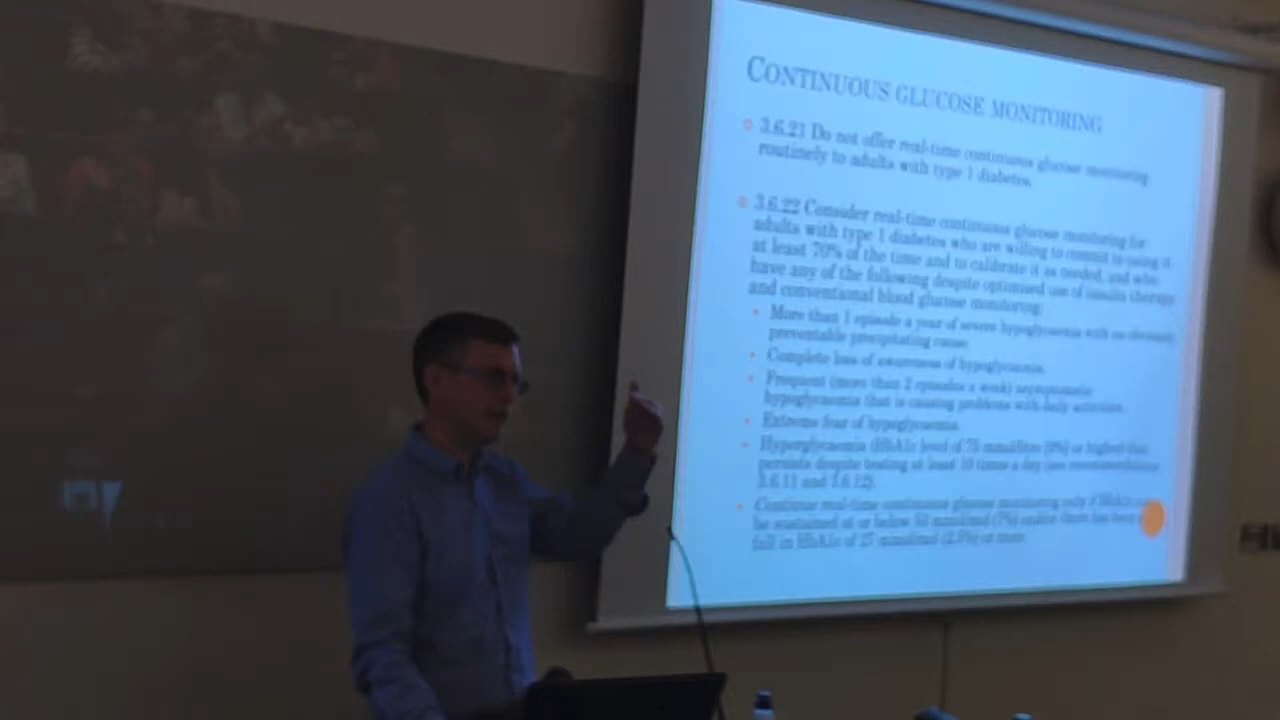 CONTINUOUS GLUCOSE MONITORING
3.6.21 Do not offer real-time continuous glucose monitoring
routinely to adults with type 1 diabetes.
3.6.22 Consider real-time continuous glucose monitoring for
adults with type 1 diabetes who are willing to commit to using it
at least 70% of the time and to calibrate it as needed, and who
have any of the following despite optimised use of insulin therapy
and conventional blood glucose monitoring:
More than 1 episode a year of severe hypoglycaemia with no obviously
preventable precipitating cause.
Complete loss of awareness of hypoglycaemia.
Frequent (more than 2 episodes a week) asymptomatic
hypoglycaemia that is causing problems with daily activities.
Extreme fear of hypoglycaemia.
Hyperglycaemia (HbA1c level of 75 mmol/mol (9%) or higher) that
persists despite testing at least 10 times a day (see recommendations
3.6.11 and 3.6.12).
Continue real-time continuous glucose monitoring only if HbA1c
be sustained at or below 53 mmol/mol (7%) and/or there has been
fall in HbA1c of 27 mmol/mol (2.5%) or more